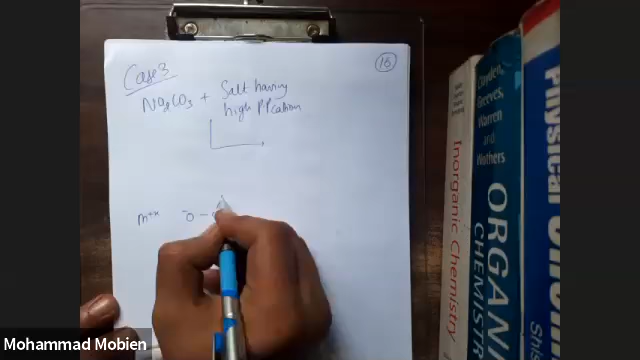 Case 3
16
Na2CO3 + Salt having
high PP cation
M+x -O -
Inorganic Chemistry
Clayden, Greeves, Warren and Wothers
ORGANIC CHEMISTRY
Physical
Mohammad Mobien